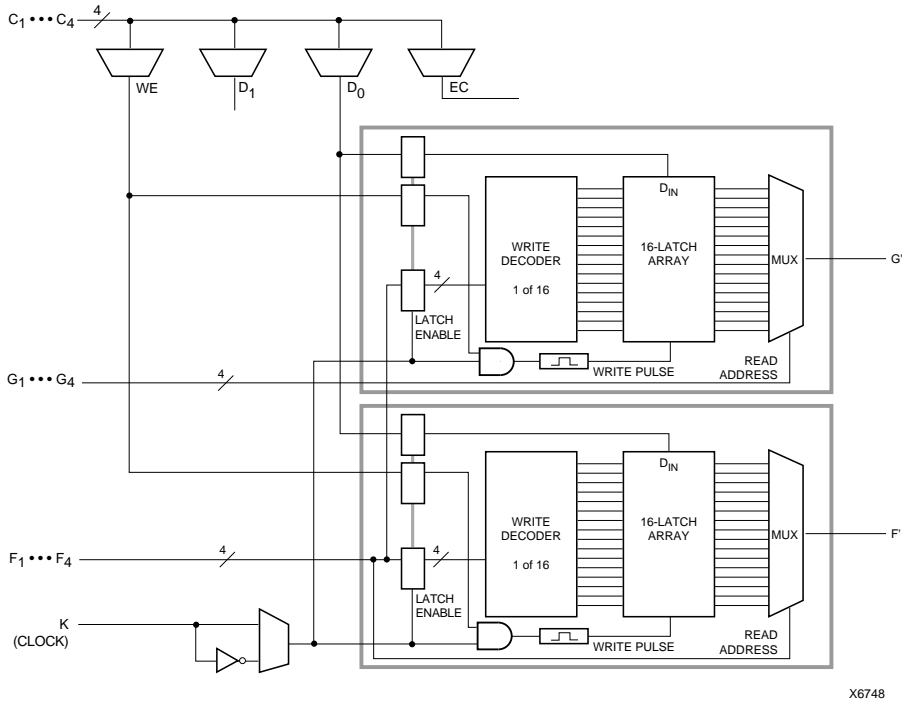 C1 • • • C4 4
WE D1 D0 EC
DIN
WRITE DECODER 1 of 16
16-LATCH ARRAY
MUX
G'
4
LATCH ENABLE
WRITE PULSE
READ ADDRESS
G1 • • • G4 4
DIN
WRITE DECODER 1 of 16
16-LATCH ARRAY
MUX
F'
F1 • • • F4 4
4
LATCH ENABLE
K
(CLOCK)
WRITE PULSE
READ ADDRESS
X6748